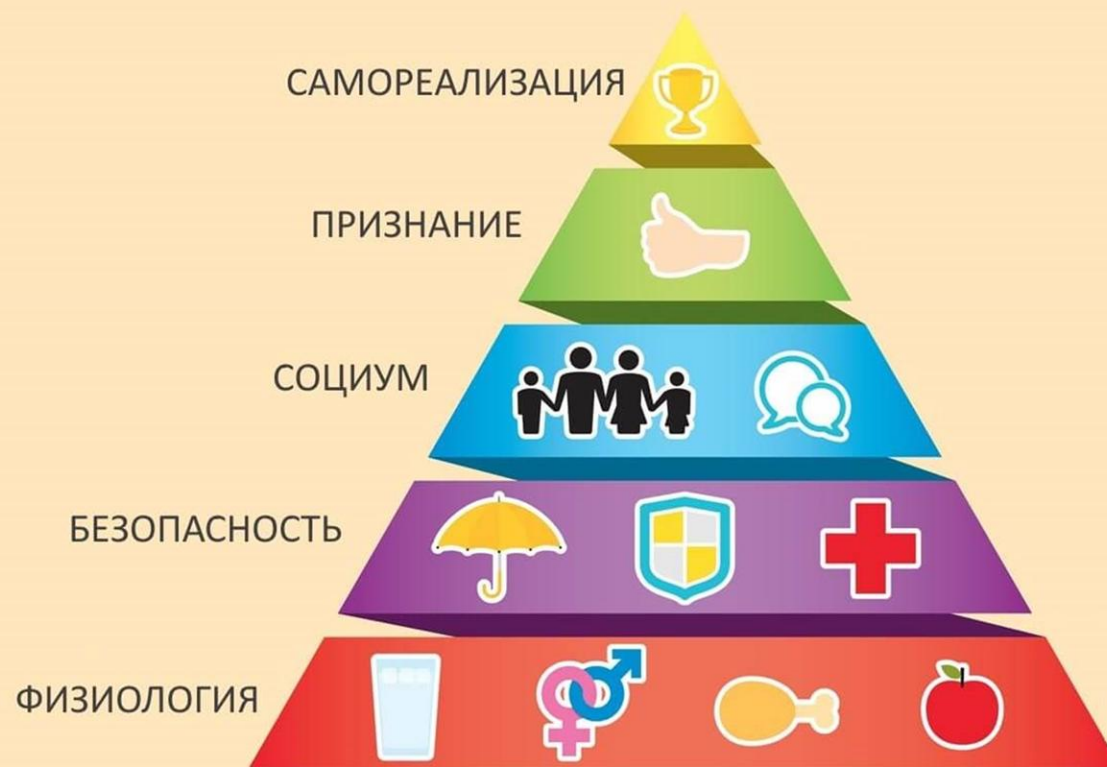 САМОРЕАЛИЗАЦИЯ
ПРИЗНАНИЕ
СОЦИУМ
БЕЗОПАСНОСТЬ
ФИЗИОЛОГИЯ